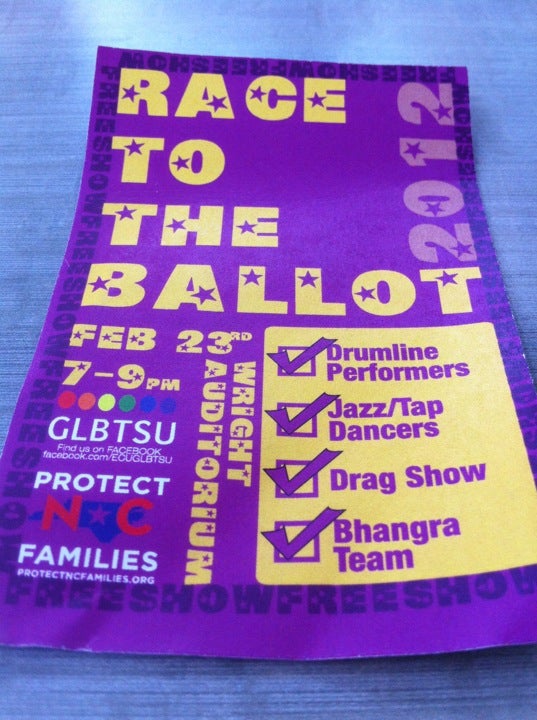 RACE
TO
THE
BALLOT
2012
FEB 23RD
7-9PM
WRIGHT
AUDITORIUM
GLBTSU
Find us on FACEBOOK
facebook.com/ECUGLBTSU
PROTECT
NC
FAMILIES
PROTECTNCFAMILIES.ORG
Drumline
Performers
Jazz/Tap
Dancers
Drag Show
Bhangra
Team
FREESHOWFREESHOW